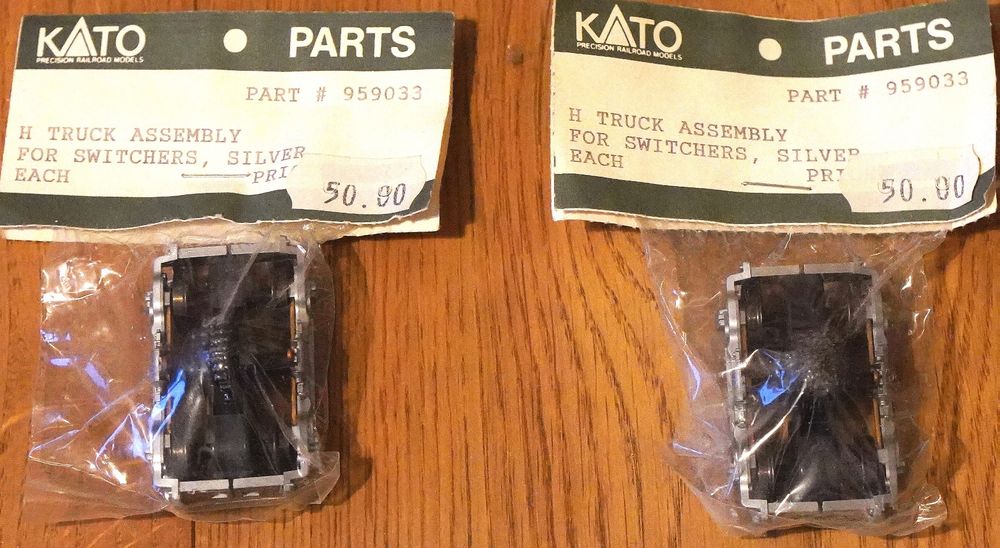 KATO
PRECISION RAILROAD MODELS
PARTS
PART # 959033
H TRUCK ASSEMBLY
FOR SWITCHERS, SILVER
EACH
50.00
KATO
PRECISION RAILROAD MODELS
PARTS
PART # 959033
H TRUCK ASSEMBLY
FOR SWITCHERS, SILVER
EACH
50.00